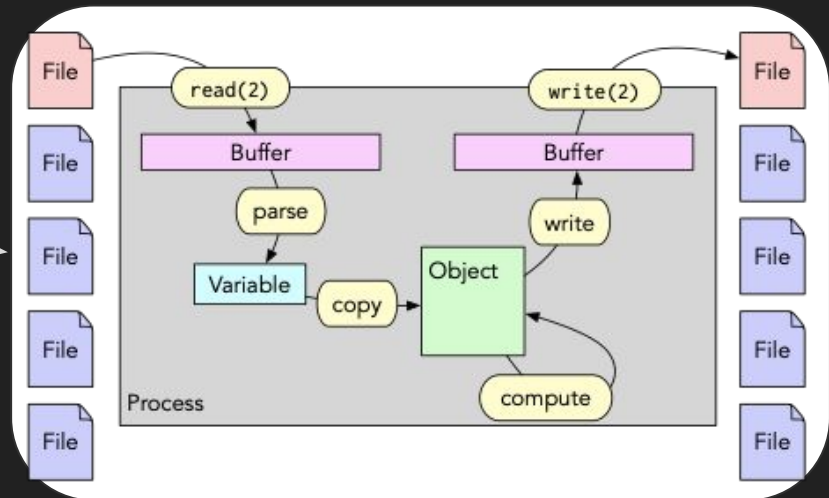 File
read(2)
write(2)
File
File
Buffer
Buffer
File
parse
write
File
Variable
copy
Object
File
File
compute
File
File
Process
File
File